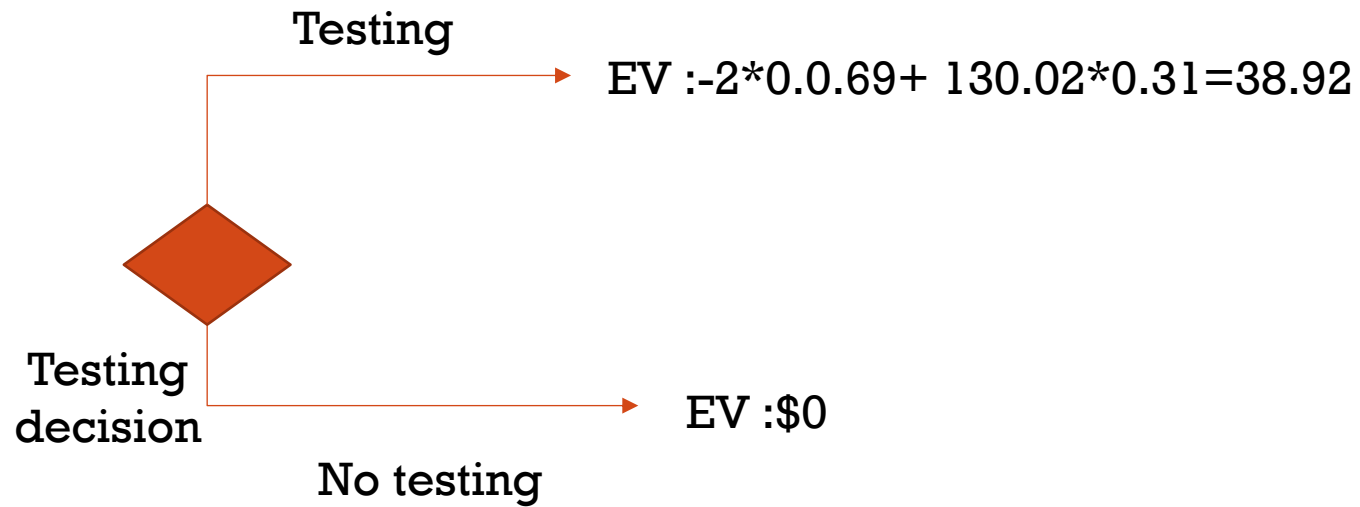 Testing
EV :-2*0.0.69+ 130.02*0.31=38.92
Testing
decision
EV :$0
No testing